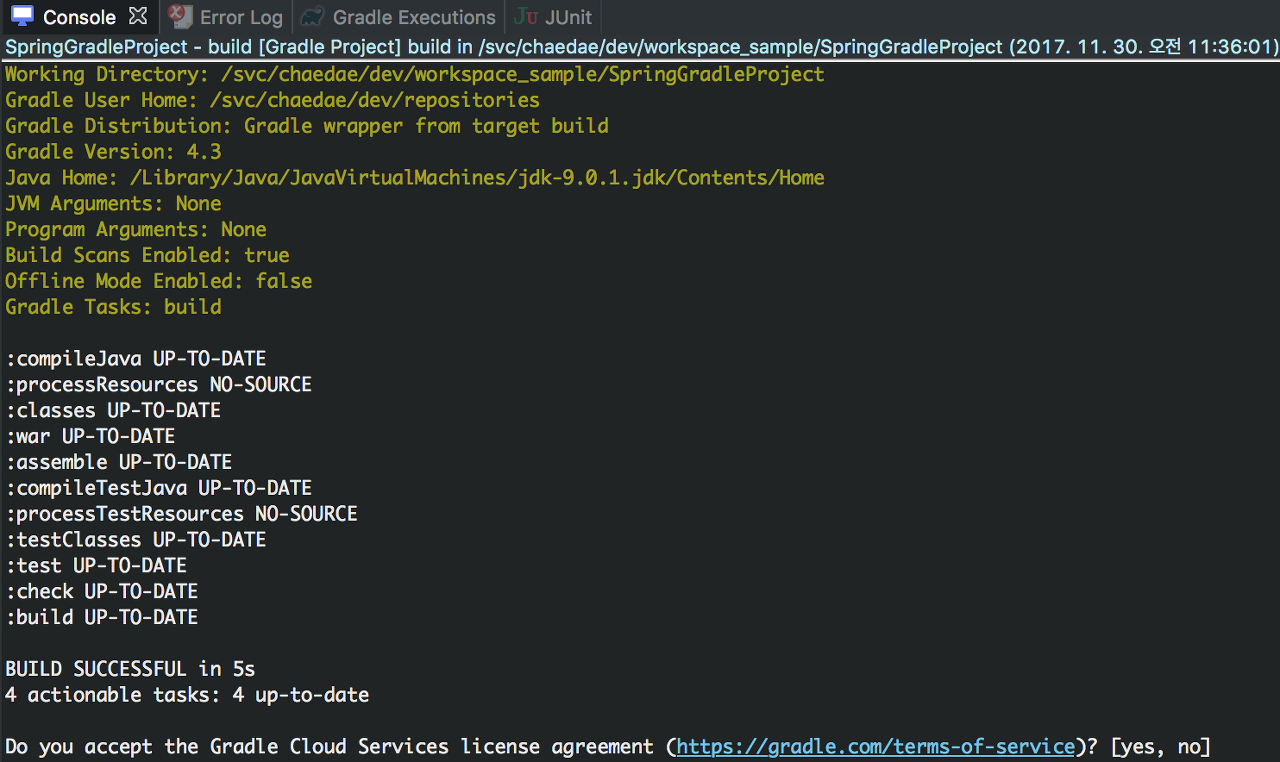 Console Error Log Gradle Executions JUnit
SpringGradleProject - build [Gradle Project] build in /svc/chaedae/dev/workspace_sample/SpringGradleProject (2017. 11. 30. 오전 11:36:01)
Working Directory: /svc/chaedae/dev/workspace_sample/SpringGradleProject
Gradle User Home: /svc/chaedae/dev/repositories
Gradle Distribution: Gradle wrapper from target build
Gradle Version: 4.3
Java Home: /Library/Java/JavaVirtualMachines/jdk-9.0.1.jdk/Contents/Home
JVM Arguments: None
Program Arguments: None
Build Scans Enabled: true
Offline Mode Enabled: false
Gradle Tasks: build
:compileJava UP-TO-DATE
:processResources NO-SOURCE
:classes UP-TO-DATE
:war UP-TO-DATE
:assemble UP-TO-DATE
:compileTestJava UP-TO-DATE
:processTestResources NO-SOURCE
:testClasses UP-TO-DATE
:test UP-TO-DATE
:check UP-TO-DATE
:build UP-TO-DATE
BUILD SUCCESSFUL in 5s
4 actionable tasks: 4 up-to-date
Do you accept the Gradle Cloud Services license agreement (https://gradle.com/terms-of-service)? [yes, no]